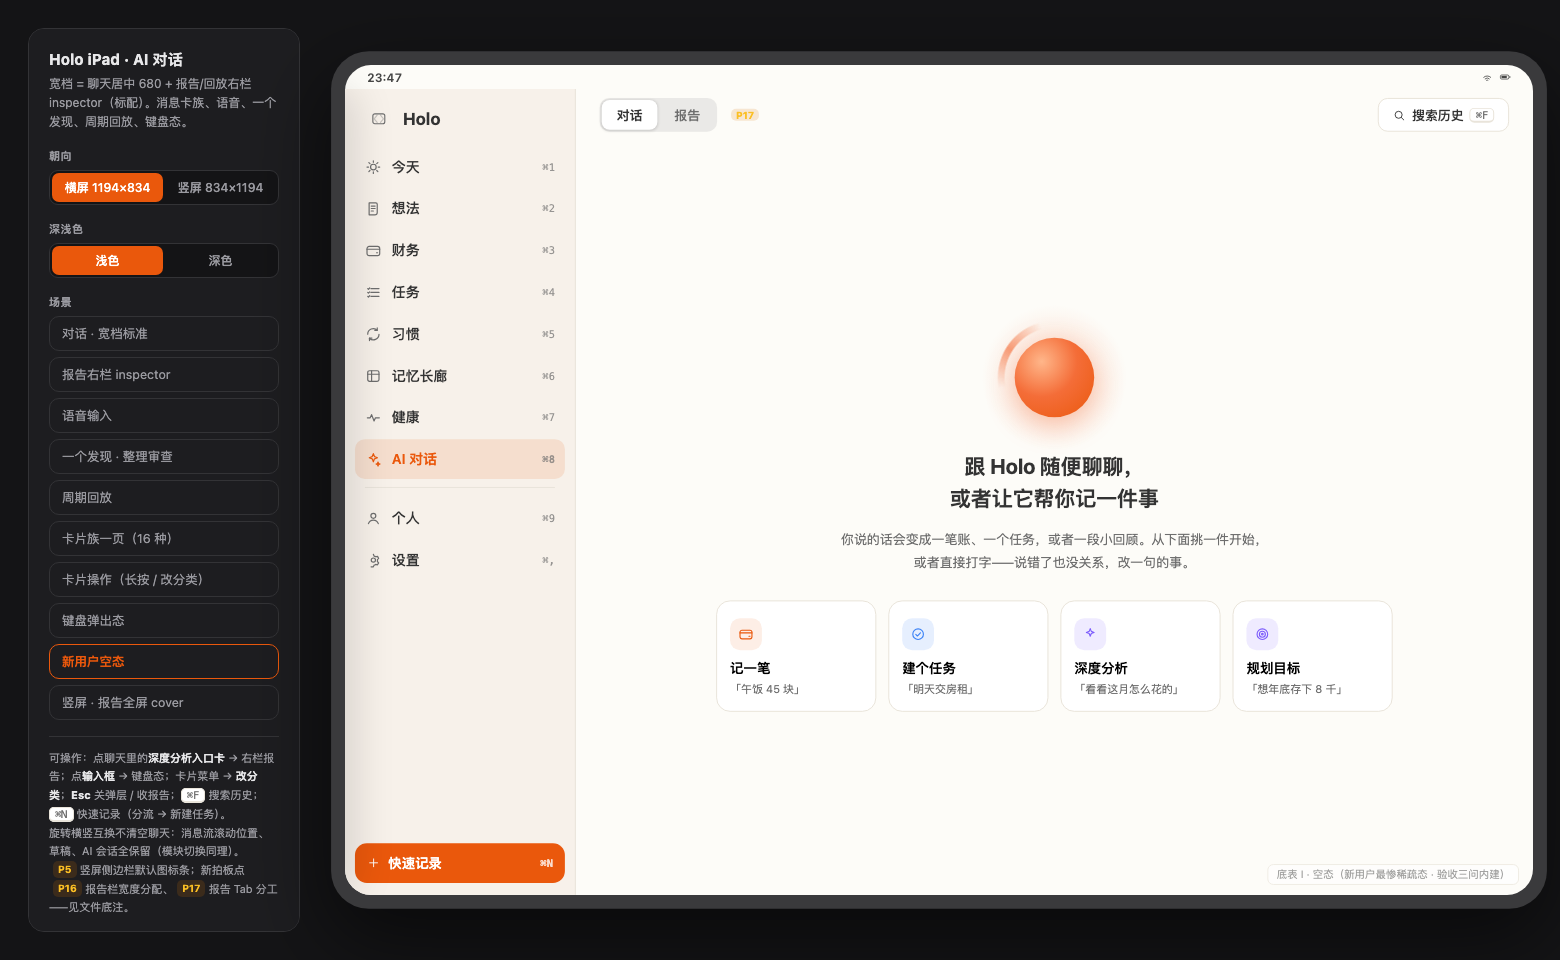 Holo iPad · AI 对话
宽档 = 聊天居中 680 + 报告/回放右栏
inspector（标配）。消息卡族、语音、一个
发现、周期回放、键盘态。
朝向
横屏 1194×834
竖屏 834×1194
深浅色
浅色
深色
场景
对话 · 宽档标准
报告右栏 inspector
语音输入
一个发现 · 整理审查
周期回放
卡片族一页（16 种）
卡片操作（长按 / 改分类）
键盘弹出态
新用户空态
竖屏 · 报告全屏 cover
可操作：点聊天里的深度分析入口卡 → 右栏报
告；点输入框 → 键盘态；卡片菜单 → 改分
类；Esc 关弹层 / 收报告；⌘F 搜索历史；
⌘N 快速记录（分流 → 新建任务）。
旋转横竖互换不清空聊天：消息流滚动位置、
草稿、AI 会话全保留（模块切换同理）。
P5 竖屏侧边栏默认图标条；新拍板点
P16 报告栏宽度分配、 P17 报告 Tab 分工
——见文件底注。
23:47
Holo
今天 ⌘1
想法 ⌘2
财务 ⌘3
任务 ⌘4
习惯 ⌘5
记忆长廊 ⌘6
健康 ⌘7
AI 对话 ⌘8
个人 ⌘9
设置 ⌘,
+ 快速记录 ⌘N
对话
报告
P17
搜索历史 ⌘F
跟 Holo 随便聊聊，
或者让它帮你记一件事
你说的话会变成一笔账、一个任务，或者一段小回顾。从下面挑一件开始，
或者直接打字——说错了也没关系，改一句的事。
记一笔
「午饭 45 块」
建个任务
「明天交房租」
深度分析
「看看这月怎么花的」
规划目标
「想年底存下 8 千」
底表 I · 空态（新用户最惨稀疏态 · 验收三问内建）